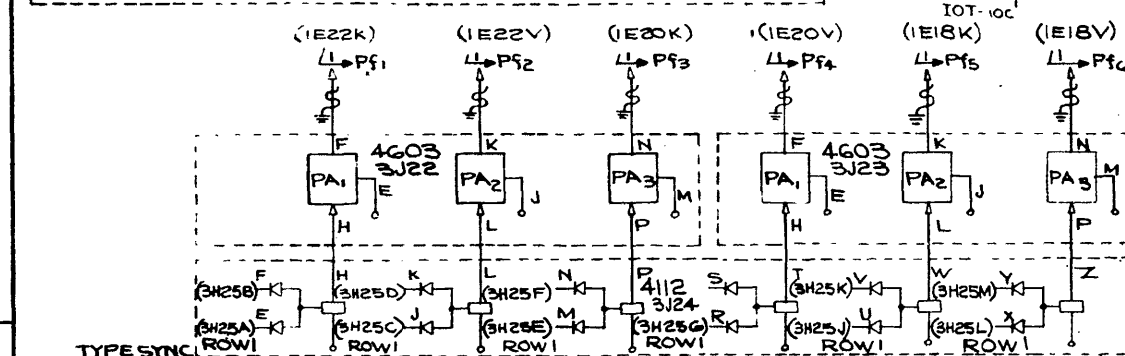 IOT-10C
(1E22K) (1E22V) (1E20K) (1E20V) (1E18K) (1E18V)
Pf1 Pf2 Pf3 Pf4 Pf5
F K N F K N
4603 3J22 4603 3J23
PA1 PA2 PA3 PA1 PA2 PA3
E J M E J M
H L P H L P
F H K L N P 4112 S T V W Y Z
(3H25B) (3H25D) (3H25F) 3J24 (3H25K) (3H25M)
E J M R U X
(3H25A) (3H25C) (3H25E) (3H25G) (3H25J) (3H25L)
ROW1 ROW1 ROW1 ROW1 ROW1 ROW1
TYPE SYNC